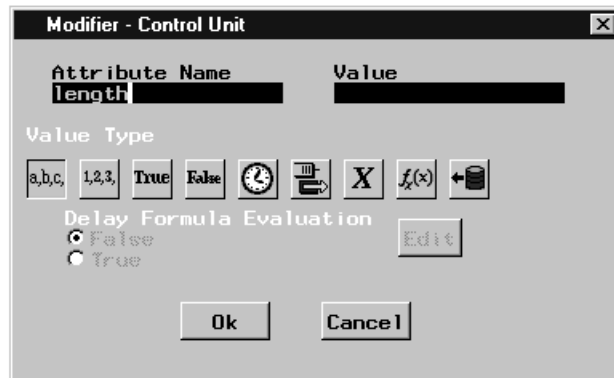 Modifier - Control Unit
Attribute Name Value
length
Value Type
a,b,c, 1,2,3, True False X fx(x)
Delay Formula Evaluation
False
True
Edit
Ok Cancel